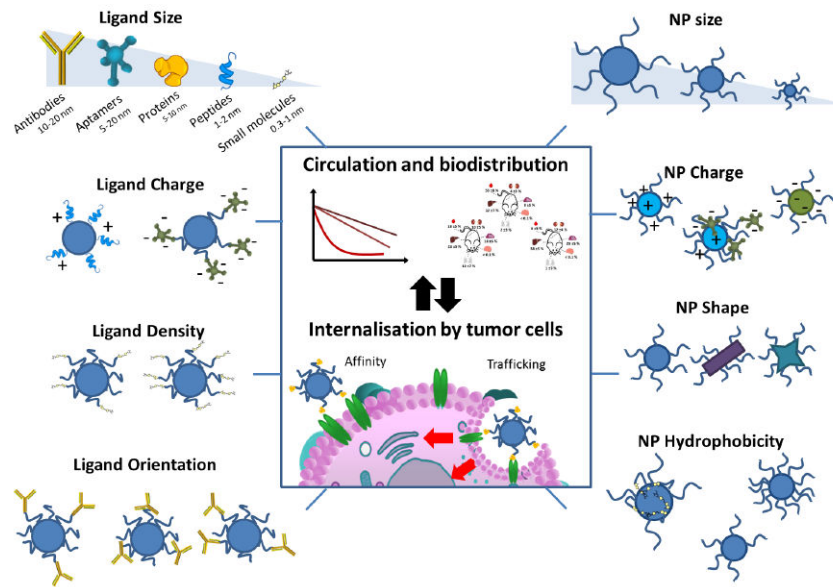 Ligand Size
Antibodies
10-20 nm
Aptamers
5-20 nm
Proteins
5-10 nm
Peptides
1-2 nm
Small molecules
0.3-1 nm
NP size
Ligand Charge
+
+
+
-
-
-
-
-
Circulation and biodistribution
NP Charge
+
+
+
+
+
-
-
-
-
-
Ligand Density
Internalisation by tumor cells
Affinity
Trafficking
NP Shape
Ligand Orientation
NP Hydrophobicity